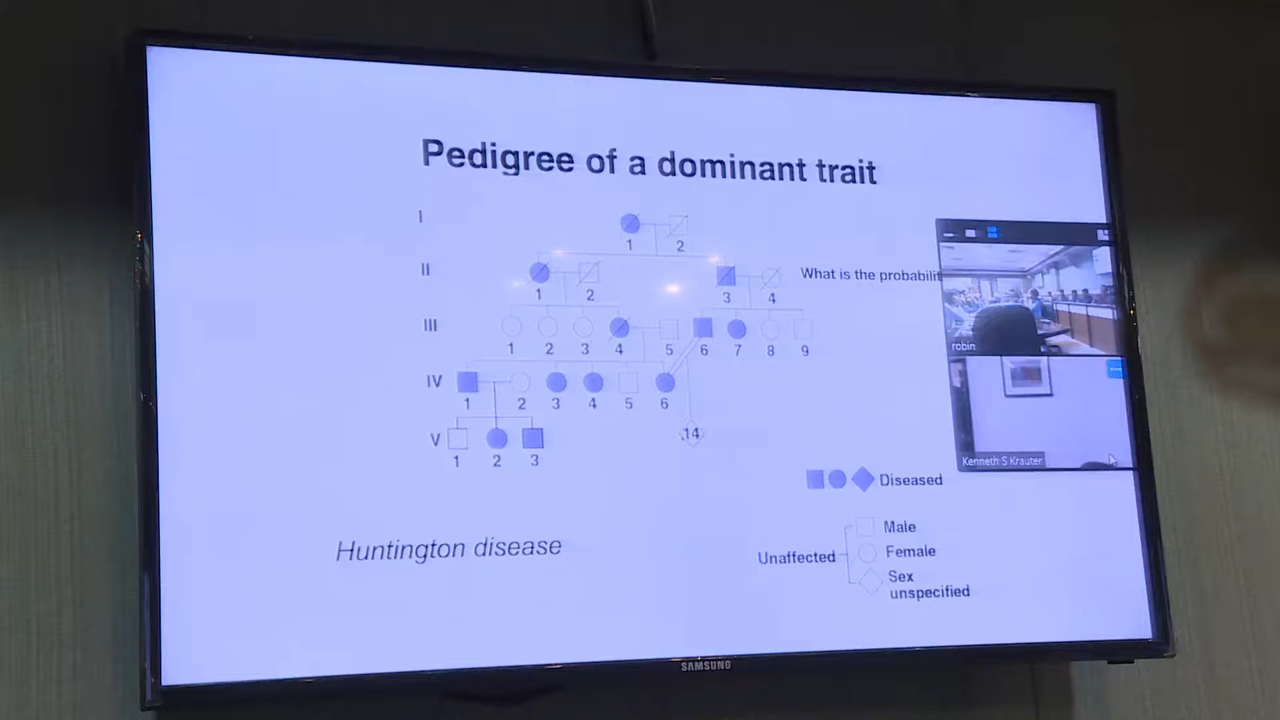 Pedigree of a dominant trait
I
1 2
II
What is the probabilit
1 2 3 4
III
1 2 3 4 5 6 7 8 9
robin
IV
1 2 3 4 5 6
V
14
1 2 3
Kenneth S Krauter
Diseased
Male
Huntington disease
Unaffected
Female
Sex
unspecified
SAMSUNG